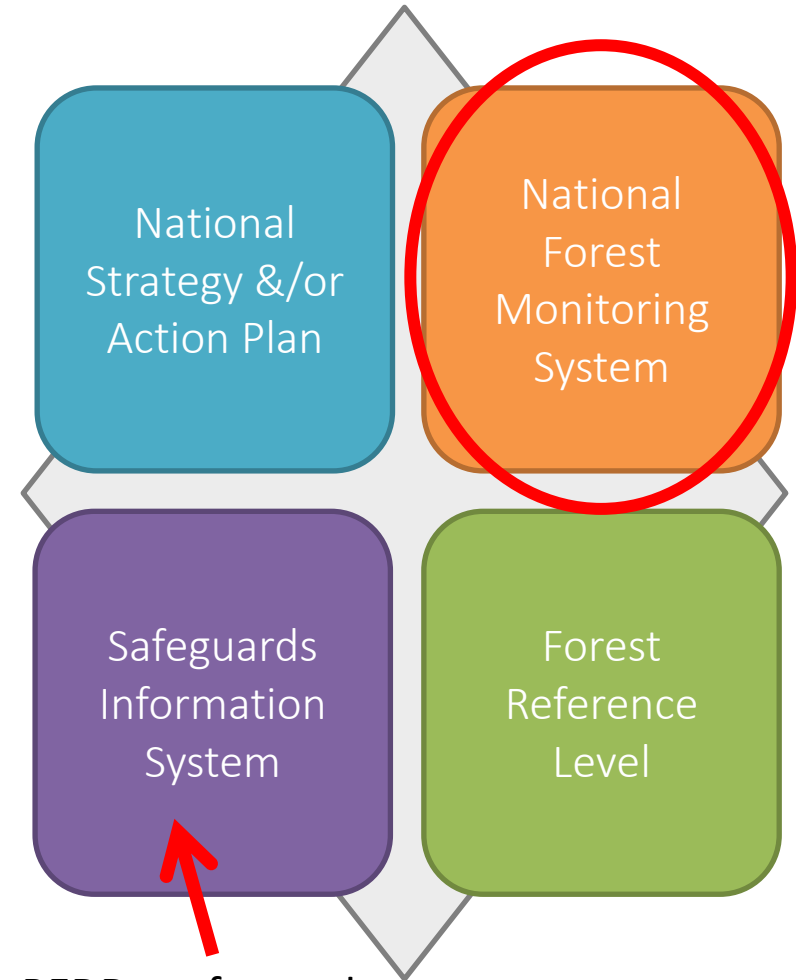 National
Strategy &/or
Action Plan
National
Forest
Monitoring
System
Safeguards
Information
System
Forest
Reference
Level